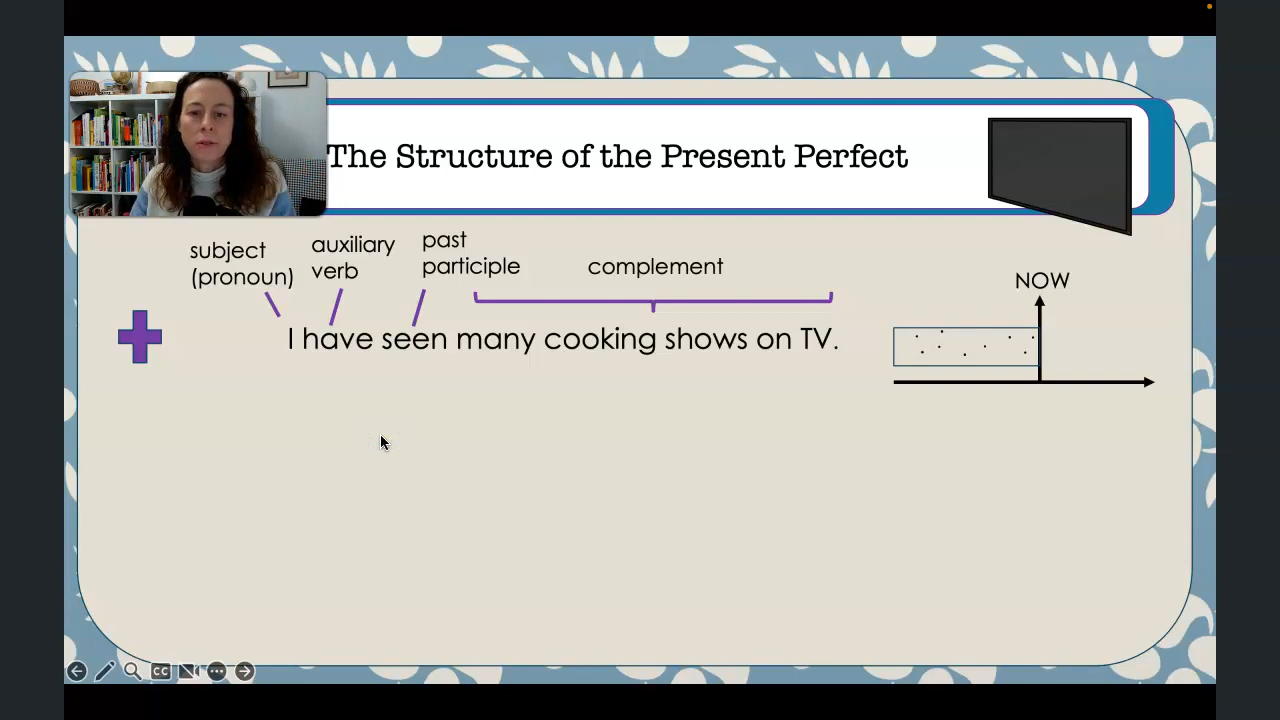 The Structure of the Present Perfect
subject
(pronoun)
auxiliary
verb
past
participle
complement
NOW
I have seen many cooking shows on TV.
CC